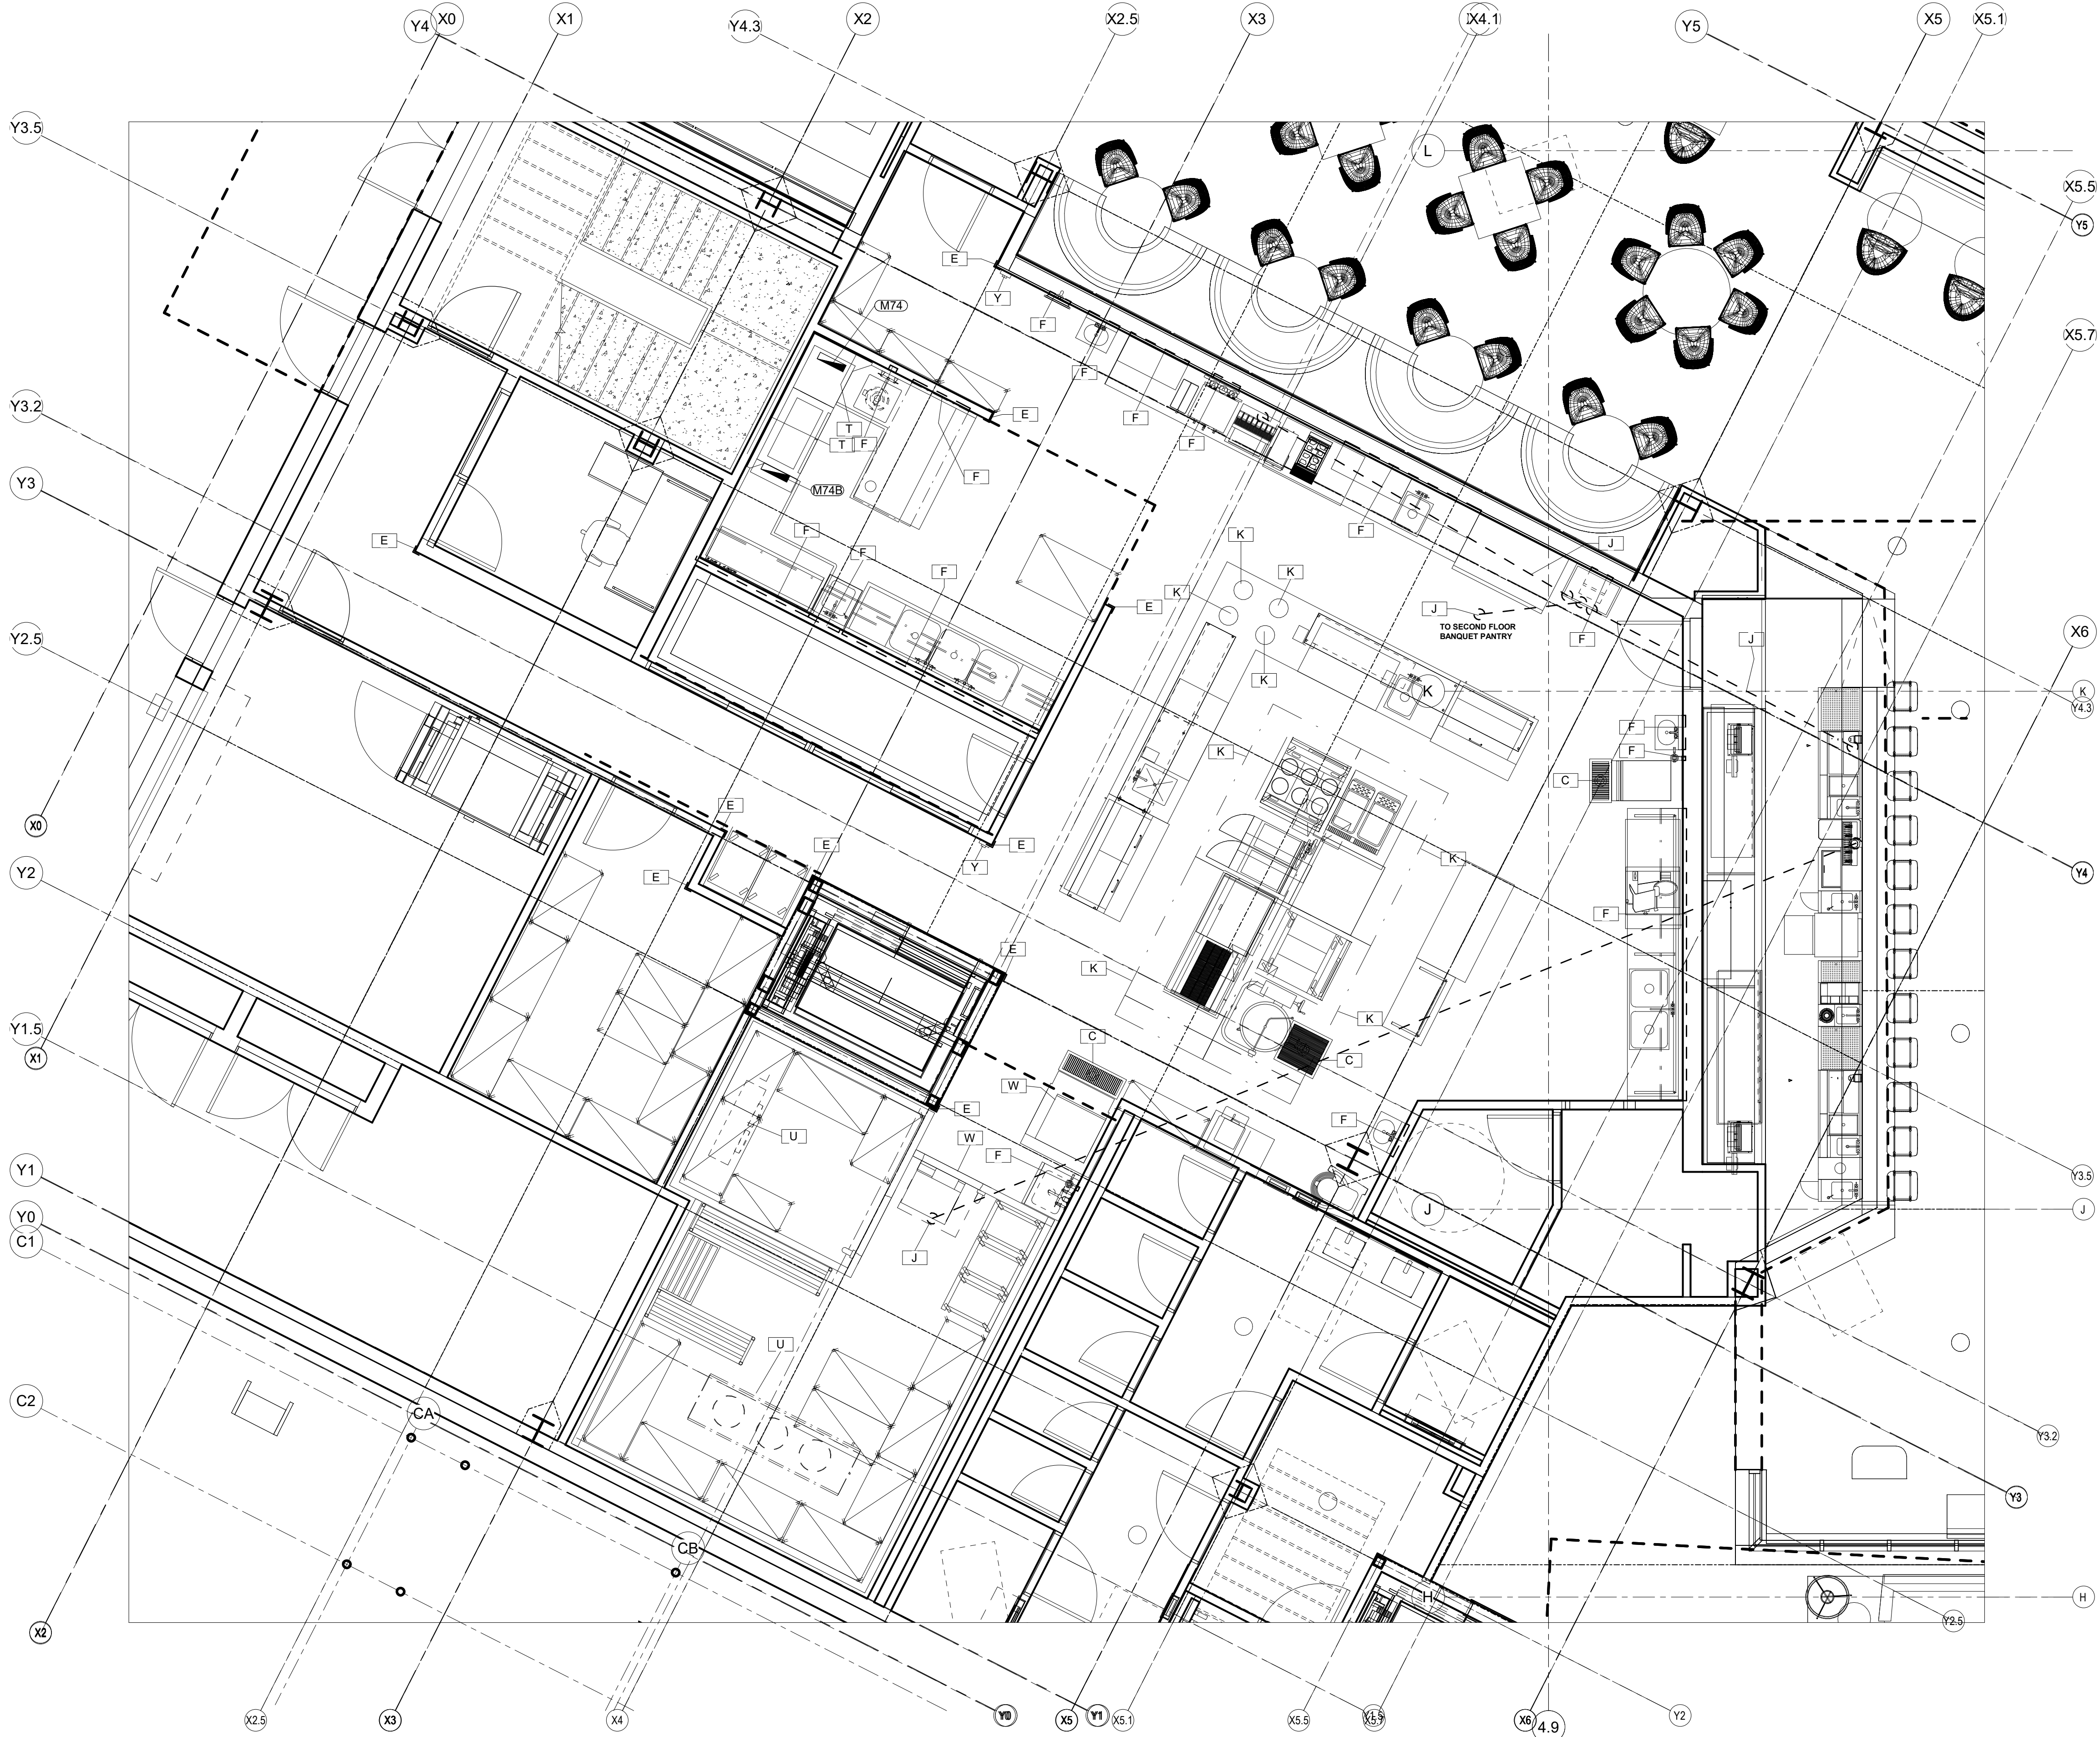 Y4
X0
X1
Y4.3
X2
X2.5
X3
X4.1
Y5
X5
X5.1
Y3.5
L
X5.5
Y5
E
Y
M74
F
X5.7
F
Y3.2
F
E
T
F
T
F
F
Y3
M74B
F
E
F
J
K
F
F
K
F
K
E
J
F
TO SECOND FLOOR
BANQUET PANTRY
Y2.5
K
J
X6
K
K
Y4.3
F
K
F
C
E
X0
E
E
Y
K
Y2
E
Y4
F
E
K
K
Y1.5
X1
C
C
W
E
F
U
W
F
Y1
Y3.5
Y0
J
J
C1
J
U
C2
CA
Y3.2
Y3
CB
H
H
X2
Y2.5
X2.5
X3
X4
Y0
X5
Y1
X5.1
X5.5
X6
4.9
Y2